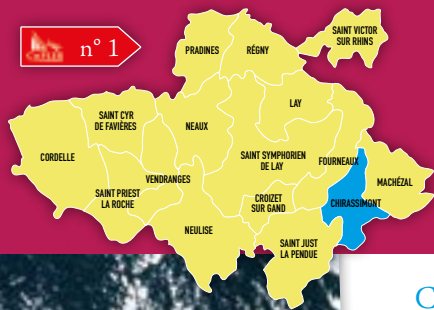 n° 1
SAINT VICTOR
SUR RHINS
PRADINES
RÉGNY
LAY
SAINT CYR
DE FAVIÈRES
NEAUX
CORDELLE
SAINT SYMPHORIEN
DE LAY
FOURNEAUX
VENDRANGES
MACHÉZAL
SAINT PRIEST
LA ROCHE
CROIZET
SUR GAND
CHIRASSIMONT
NEULISE
SAINT JUST
LA PENDUE
C